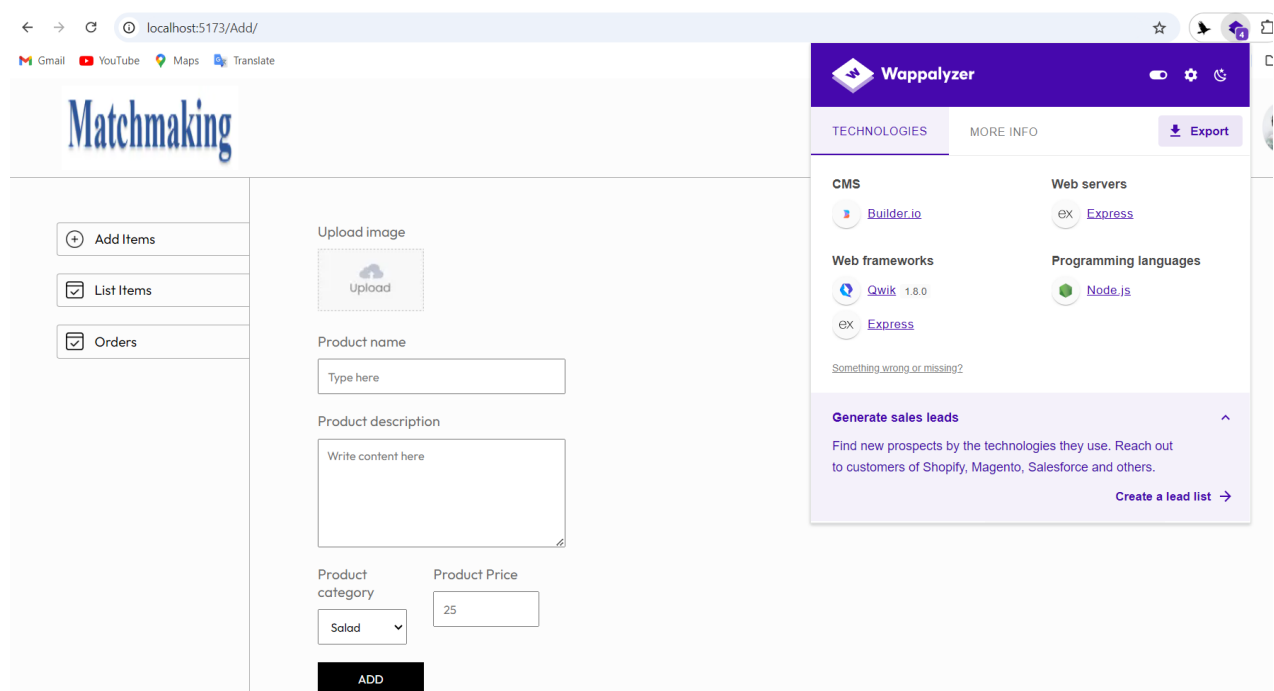 localhost:5173/Add/
4
Gmail YouTube Maps Translate
Wappalyzer
Matchmaking
TECHNOLOGIES MORE INFO Export
CMS Web servers
Builder.io ex Express
Add Items
Upload image
Upload
Web frameworks Programming languages
List Items
Qwik 1.8.0 Node.js
ex Express
Orders
Product name
Type here
Something wrong or missing?
Product description
Write content here
Generate sales leads
Find new prospects by the technologies they use. Reach out
to customers of Shopify, Magento, Salesforce and others.
Create a lead list
Product Product Price
category
25
Salad
ADD